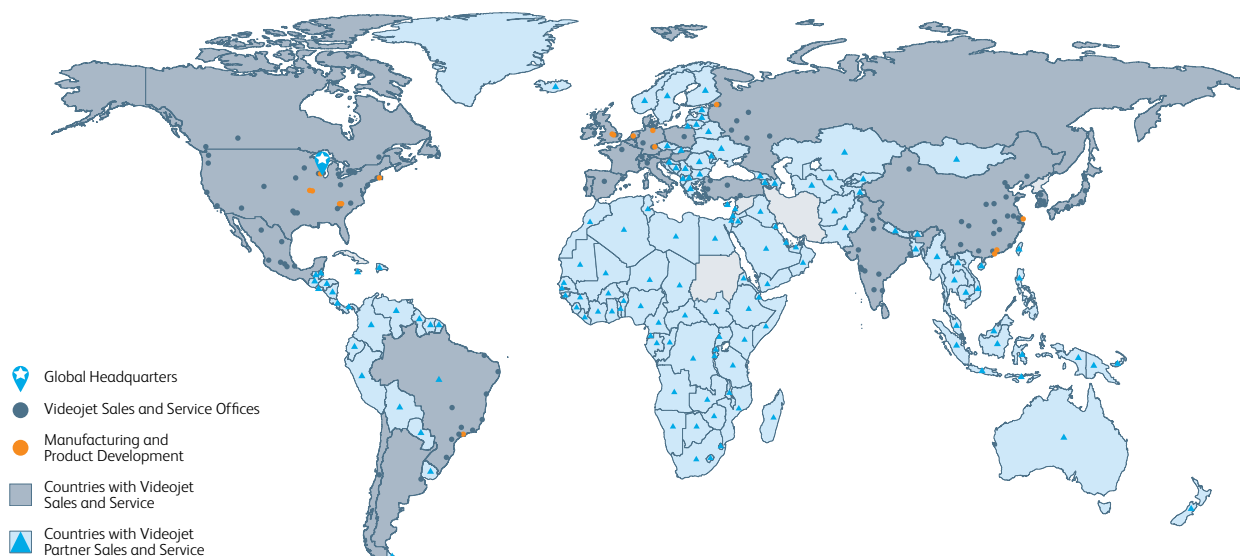 Global Headquarters
Videojet Sales and Service Offices
Manufacturing and
Product Development
Countries with Videojet
Sales and Service
Countries with Videojet
Partner Sales and Service